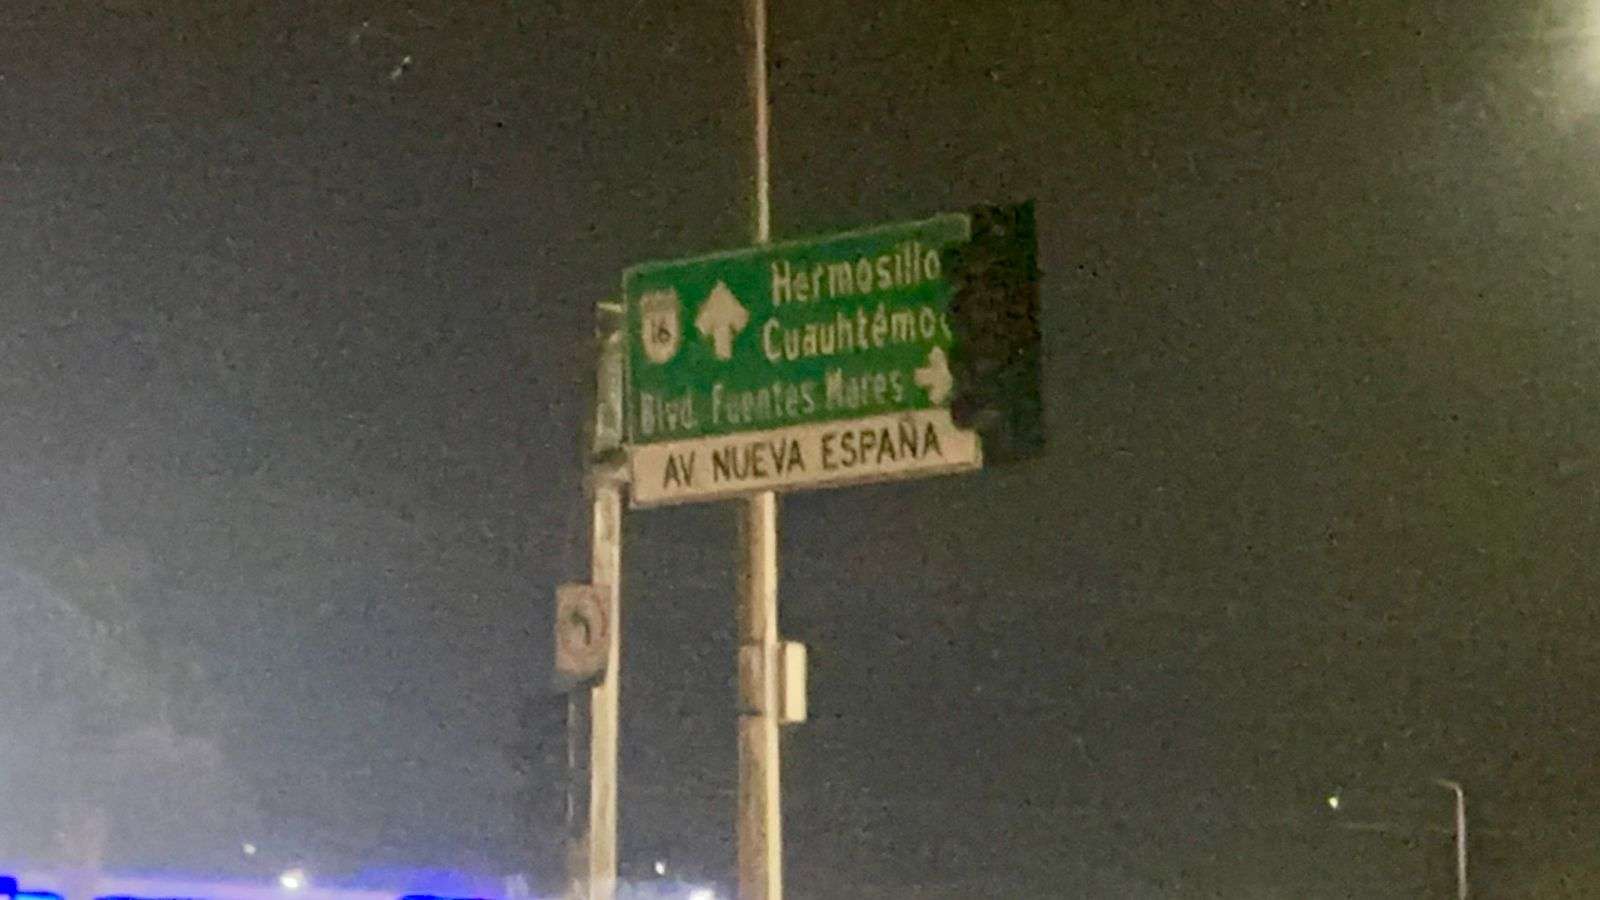 16
Hermosillo
Cuauhtémoc
Blvd. Fuentes Mares
AV NUEVA ESPAÑA